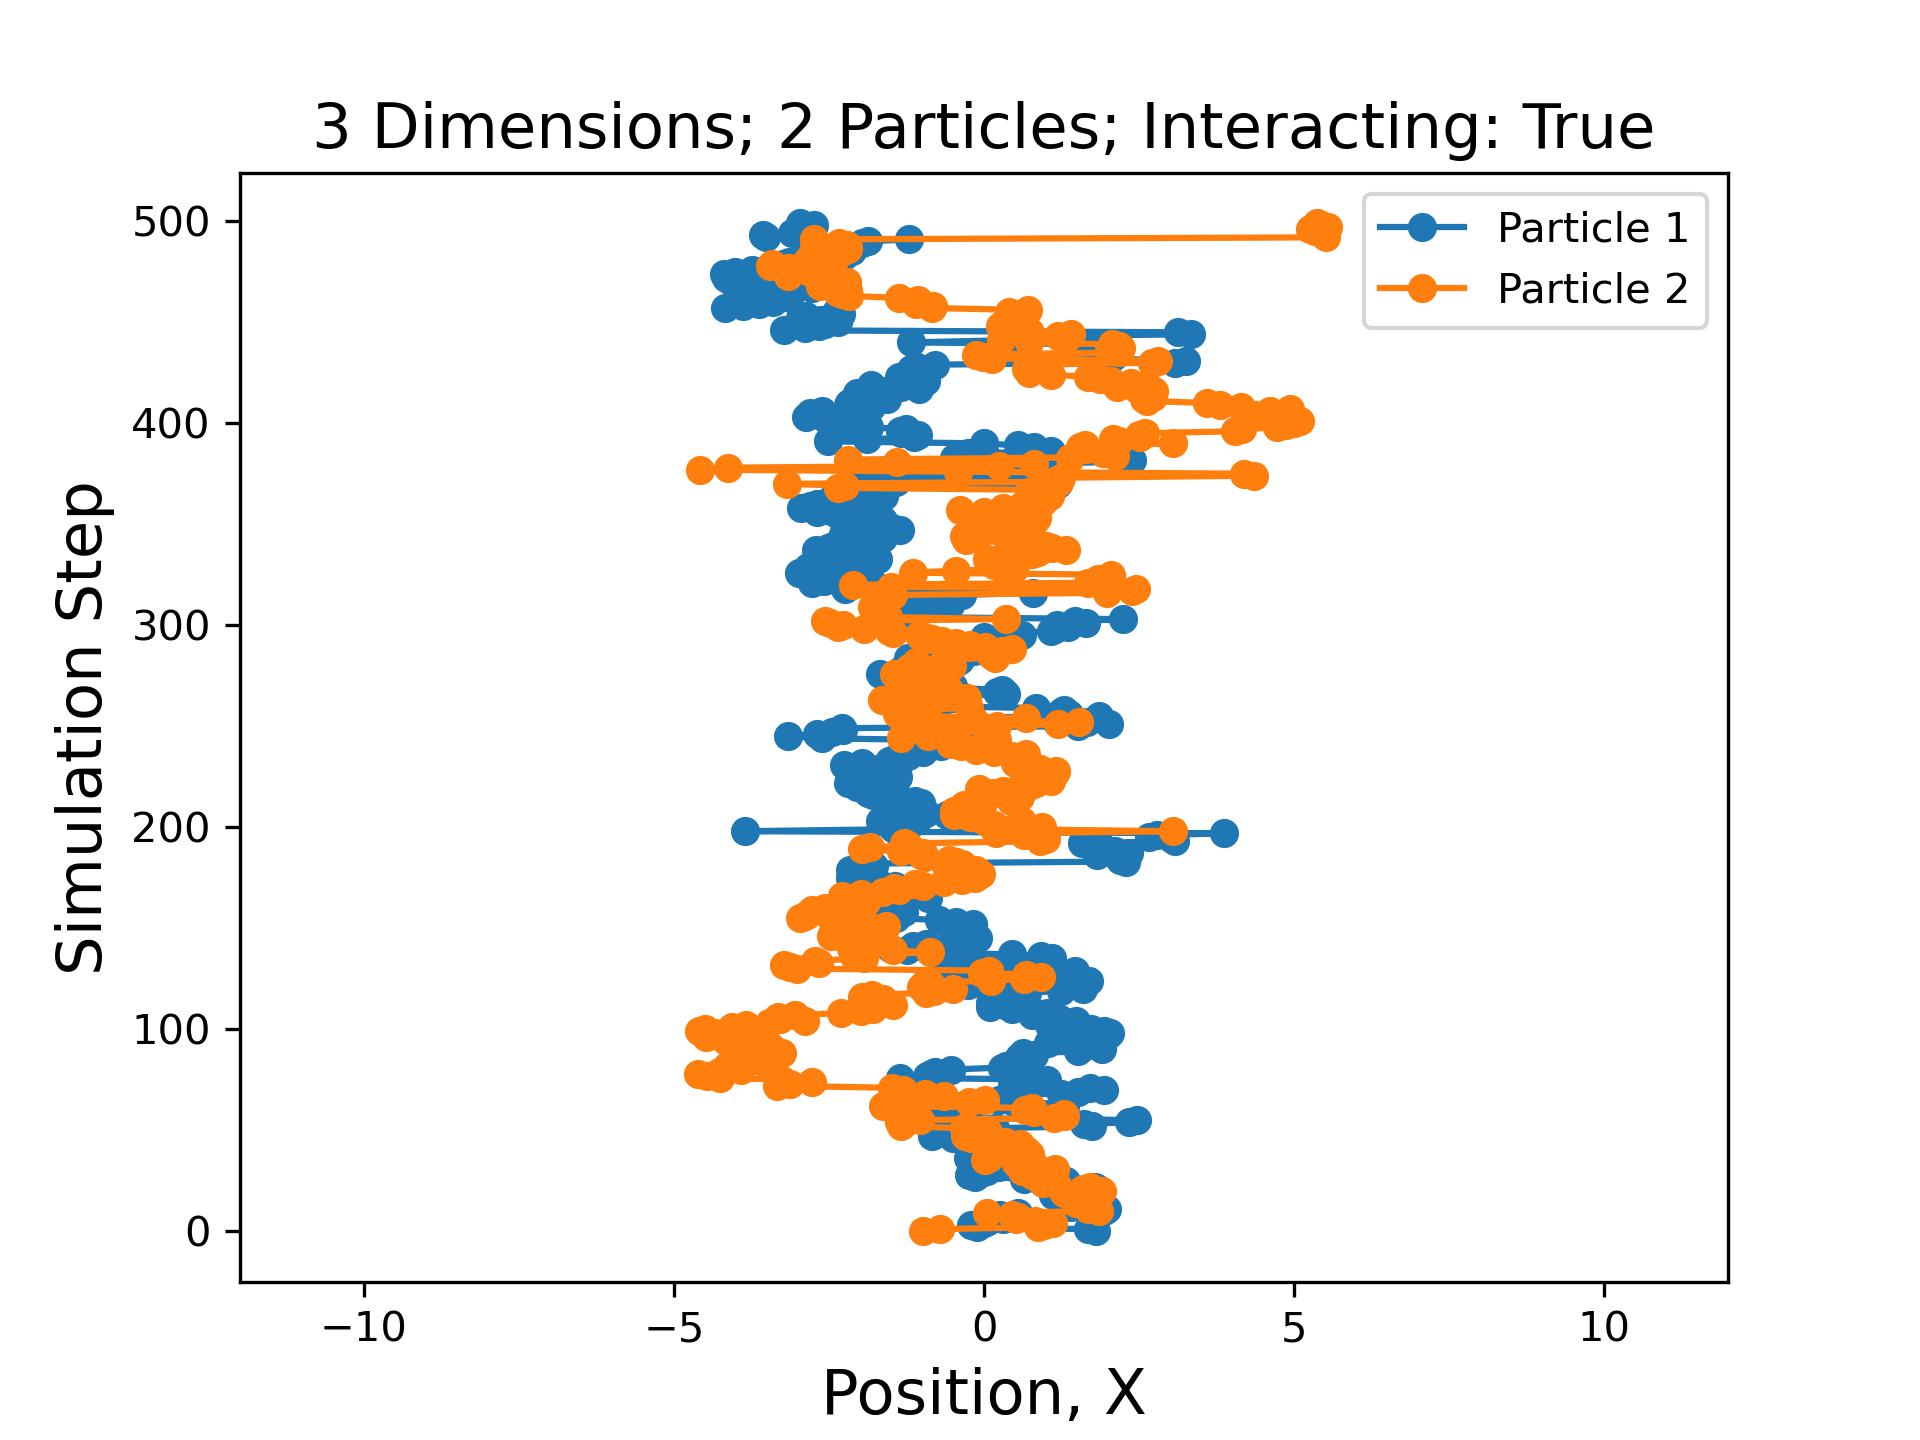 3 Dimensions; 2 Particles; Interacting: True
Particle 1
Particle 2
Simulation Step
500
400
300
200
100
0
−10
−5
0
5
10
Position, X